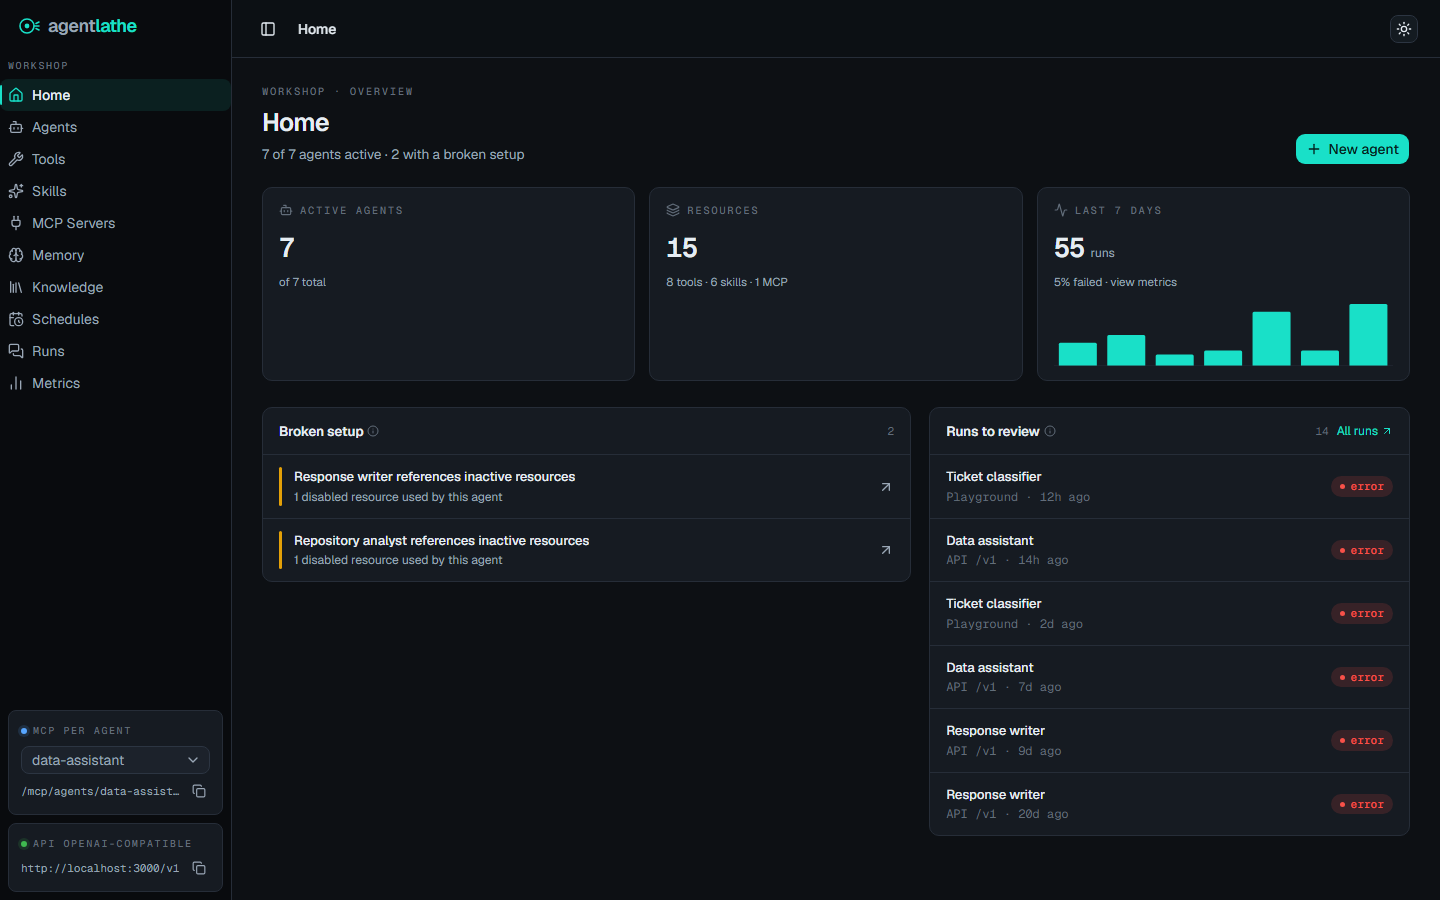 agentlathe
WORKSHOP
Home
Agents
Tools
Skills
MCP Servers
Memory
Knowledge
Schedules
Runs
Metrics
MCP PER AGENT
data-assistant
/mcp/agents/data-assist…
API OPENAI-COMPATIBLE
http://localhost:3000/v1
Home
WORKSHOP · OVERVIEW
Home
7 of 7 agents active · 2 with a broken setup
New agent
ACTIVE AGENTS
7
of 7 total
RESOURCES
15
8 tools · 6 skills · 1 MCP
LAST 7 DAYS
55 runs
5% failed · view metrics
Broken setup 2
Response writer references inactive resources
1 disabled resource used by this agent
Repository analyst references inactive resources
1 disabled resource used by this agent
Runs to review 14 All runs
Ticket classifier
Playground · 12h ago
error
Data assistant
API /v1 · 14h ago
error
Ticket classifier
Playground · 2d ago
error
Data assistant
API /v1 · 7d ago
error
Response writer
API /v1 · 9d ago
error
Response writer
API /v1 · 20d ago
error